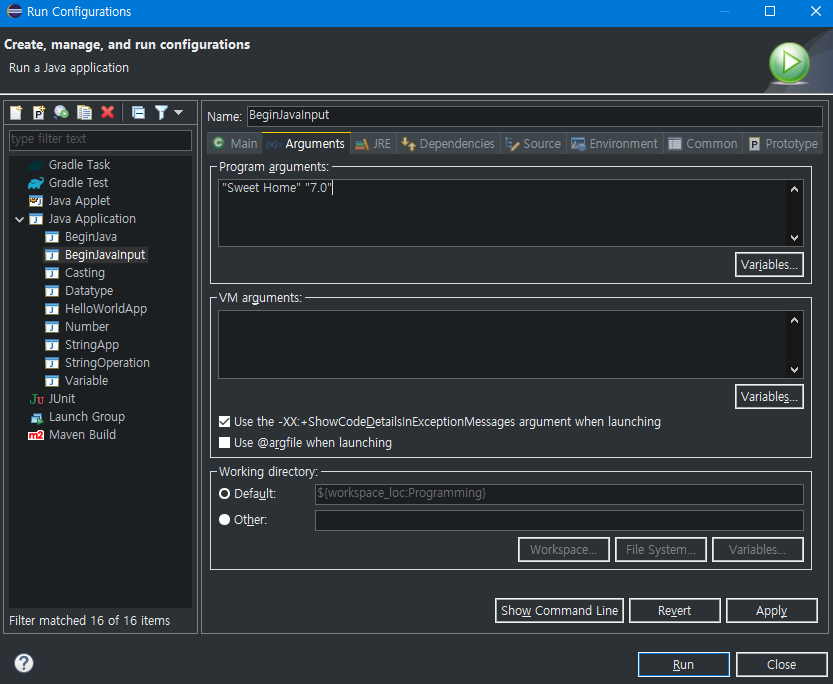 Run Configurations
Create, manage, and run configurations
Run a Java application
Name: BeginJavaInput
type filter text
Gradle Task
Gradle Test
Java Applet
Java Application
BeginJava
BeginJavaInput
Casting
Datatype
HelloWorldApp
Number
StringApp
StringOperation
Variable
JUnit
Launch Group
Maven Build
Filter matched 16 of 16 items
Main Arguments JRE Dependencies Source Environment Common Prototype
Program arguments:
"Sweet Home" "7.0"
Variables...
VM arguments:
Variables...
Use the -XX:+ShowCodeDetailsInExceptionMessages argument when launching
Use @argfile when launching
Working directory:
Default: ${workspace_loc:Programming}
Other:
Workspace... File System... Variables...
Show Command Line Revert Apply
Run Close